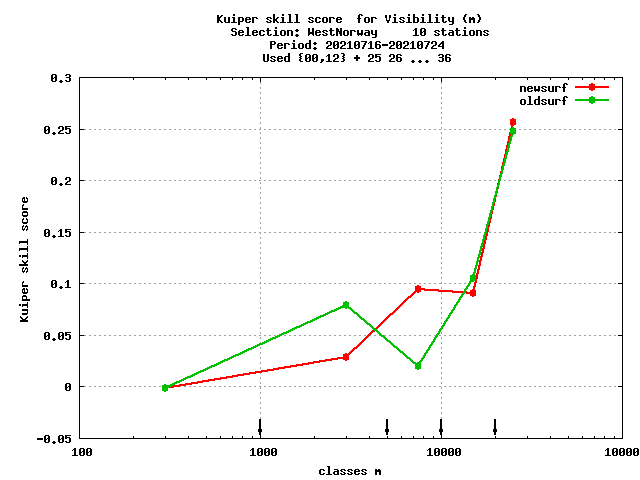 Kuiper skill score  for Visibility (m)
Selection: WestNorway     10 stations
Period: 20210716-20210724
Used {00,12} + 25 26 ... 36
newsurf
oldsurf
0.3
0.25
0.2
0.15
0.1
0.05
0
-0.05
Kuiper skill score
100 1000 10000 100000
classes m